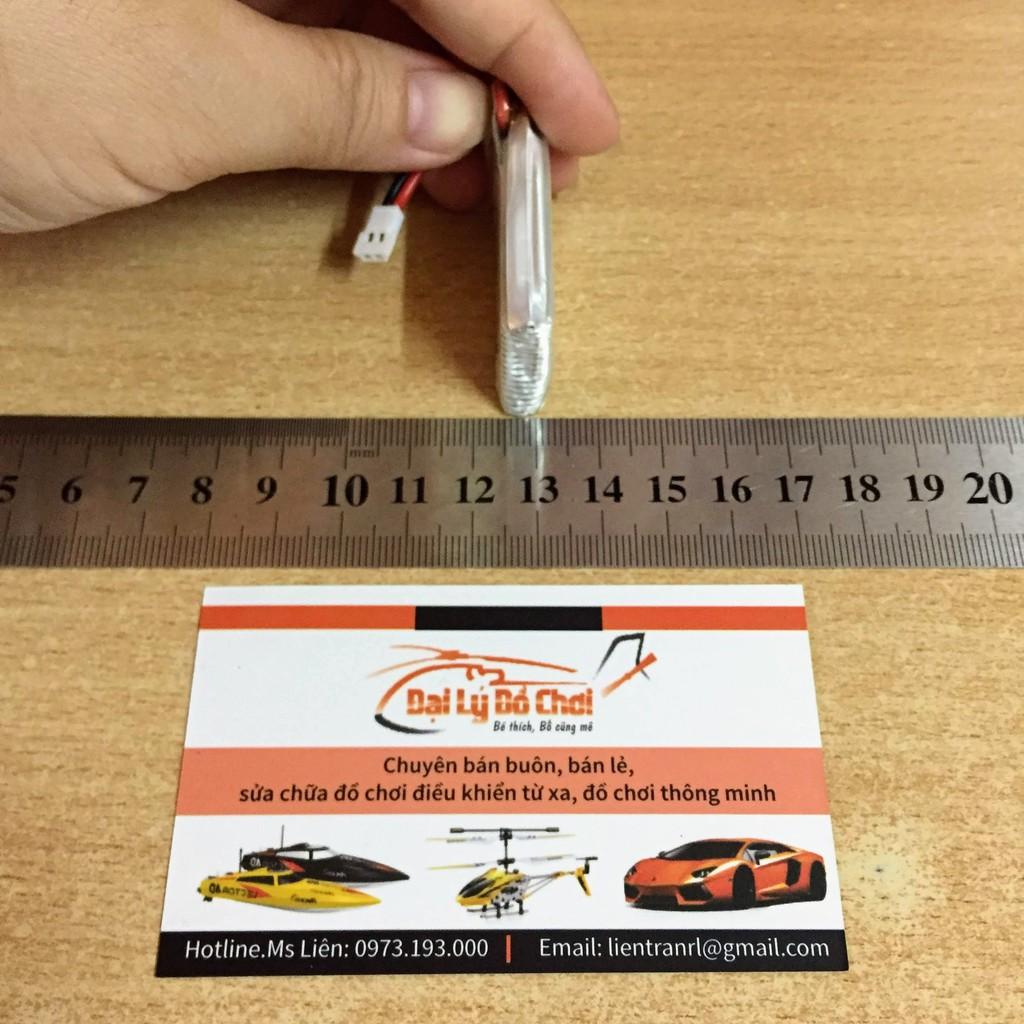 mm
5 6 7 8 9 10 11 12 13 14 15 16 17 18 19 20
Đại Lý Đồ Chơi
Bé thích, Bố cũng mê
Chuyên bán buôn, bán lẻ,
sửa chữa đồ chơi điều khiển từ xa, đồ chơi thông minh
Hotline.Ms Liên: 0973.193.000 | Email: lientranrl@gmail.com